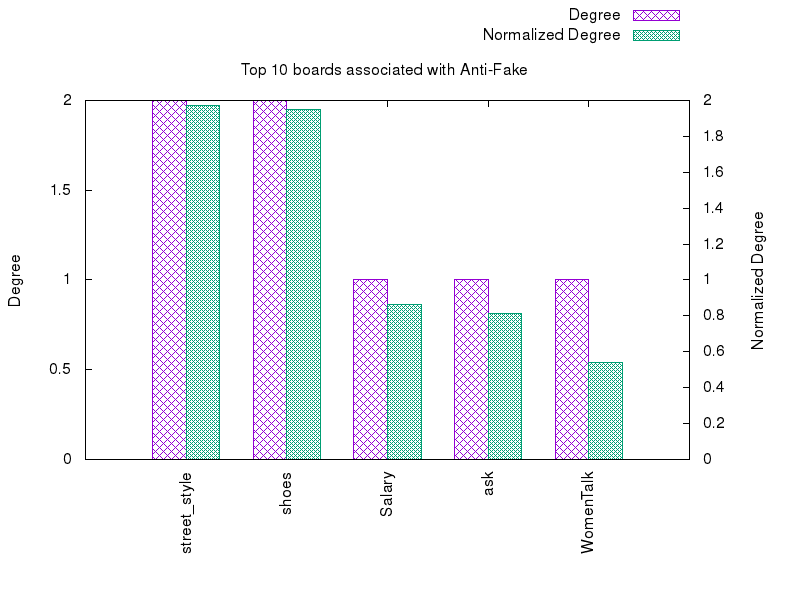 Degree
Normalized Degree
Top 10 boards associated with Anti-Fake
2
1.5
1
0.5
0
2
1.8
1.6
1.4
1.2
1
0.8
0.6
0.4
0.2
0
Degree
Normalized Degree
street_style
shoes
Salary
ask
WomenTalk